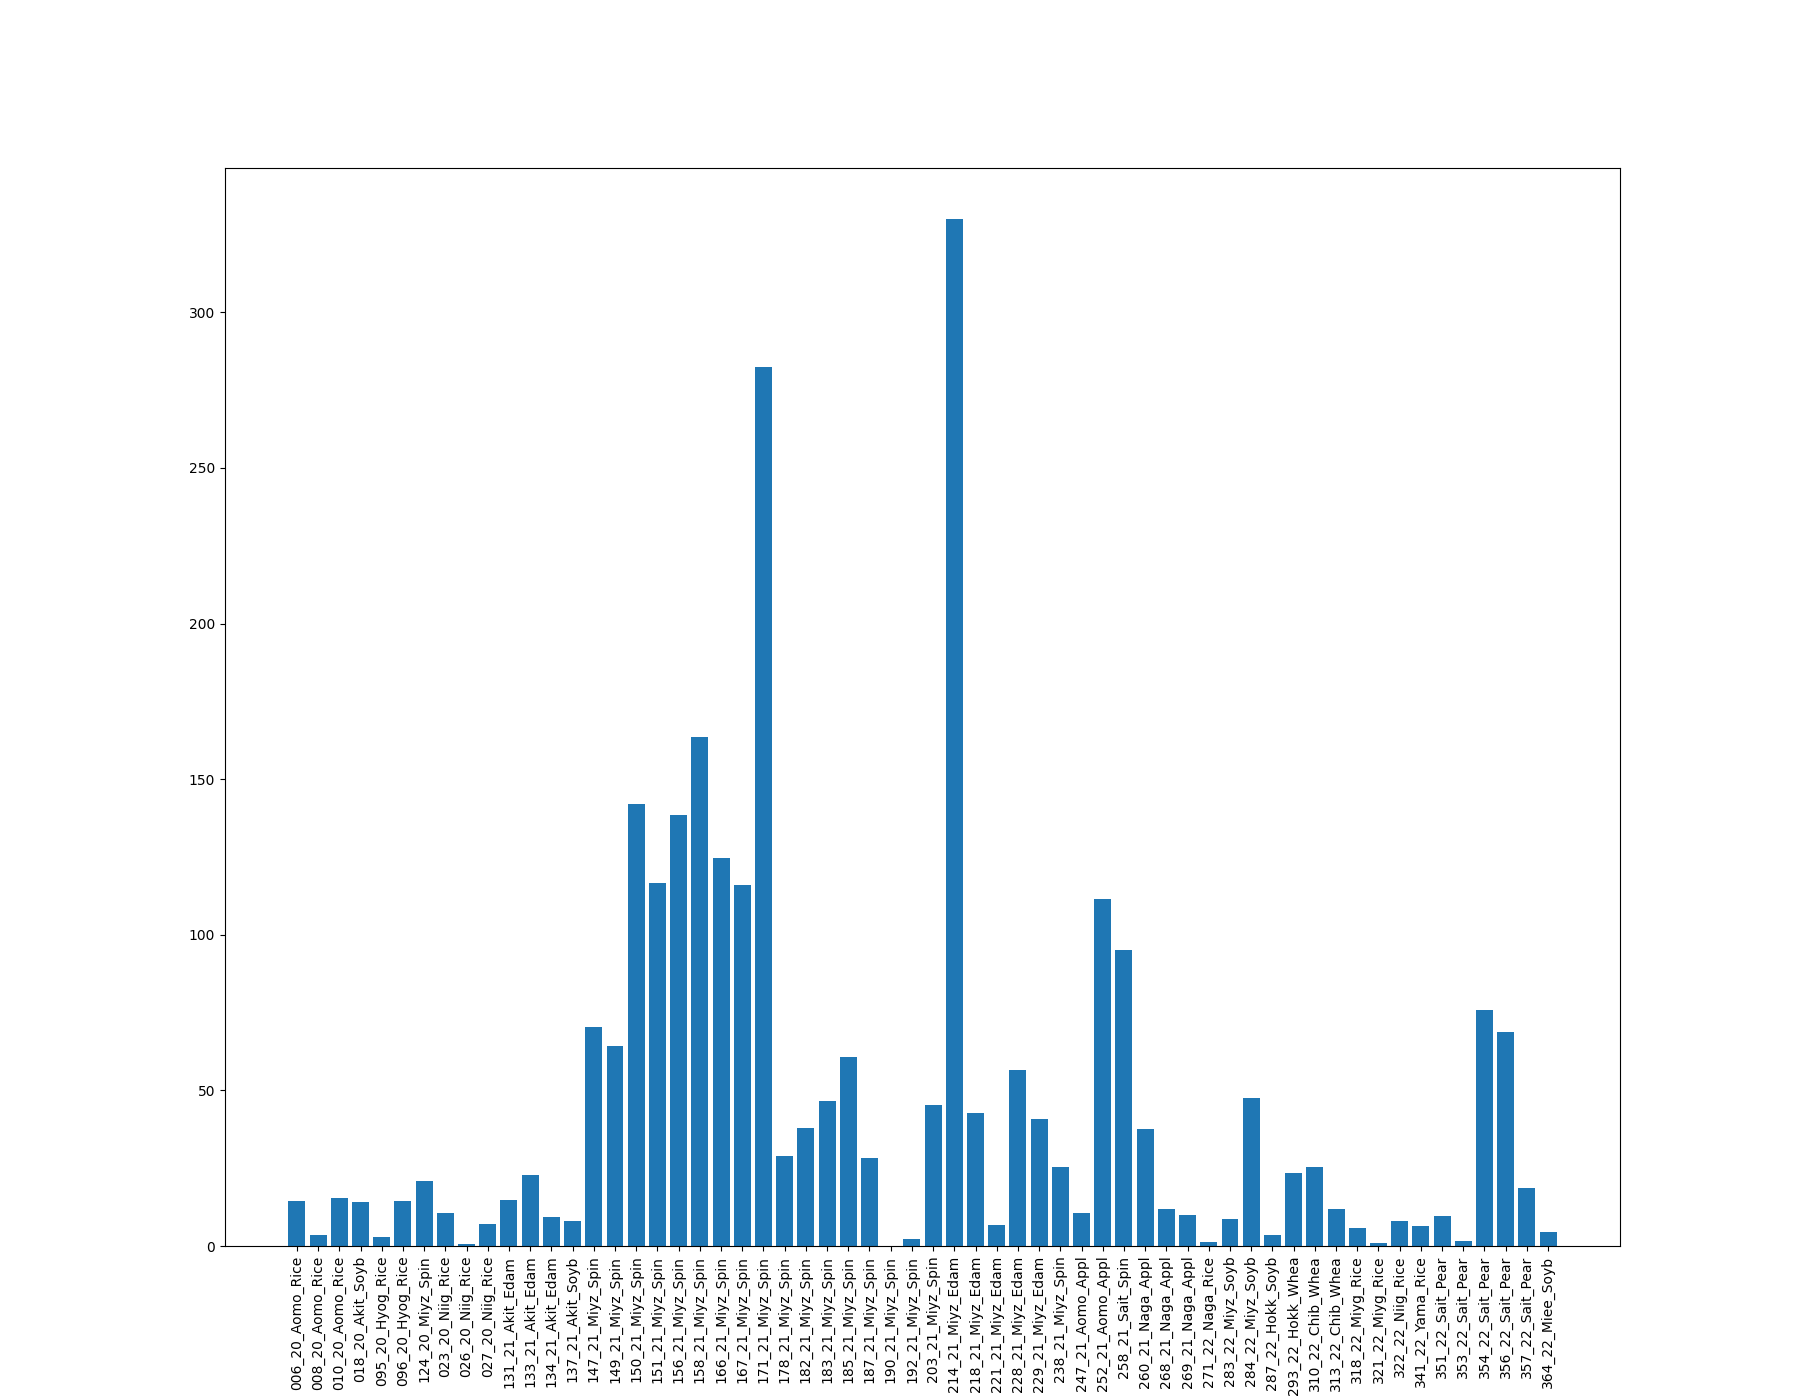 300
250
200
150
100
50
0
006_20_Aomo_Rice
008_20_Aomo_Rice
010_20_Aomo_Rice
018_20_Akit_Soyb
095_20_Hyog_Rice
096_20_Hyog_Rice
124_20_Miyz_Spin
023_20_Niig_Rice
026_20_Niig_Rice
027_20_Niig_Rice
131_21_Akit_Edam
133_21_Akit_Edam
134_21_Akit_Edam
137_21_Akit_Soyb
147_21_Miyz_Spin
149_21_Miyz_Spin
150_21_Miyz_Spin
151_21_Miyz_Spin
156_21_Miyz_Spin
158_21_Miyz_Spin
166_21_Miyz_Spin
167_21_Miyz_Spin
171_21_Miyz_Spin
178_21_Miyz_Spin
182_21_Miyz_Spin
183_21_Miyz_Spin
185_21_Miyz_Spin
187_21_Miyz_Spin
190_21_Miyz_Spin
192_21_Miyz_Spin
203_21_Miyz_Spin
214_21_Miyz_Edam
218_21_Miyz_Edam
221_21_Miyz_Edam
228_21_Miyz_Edam
229_21_Miyz_Edam
238_21_Miyz_Spin
247_21_Aomo_Appl
252_21_Aomo_Appl
258_21_Sait_Spin
260_21_Naga_Appl
268_21_Naga_Appl
269_21_Naga_Appl
271_22_Naga_Rice
283_22_Miyz_Soyb
284_22_Miyz_Soyb
287_22_Hokk_Soyb
293_22_Hokk_Whea
310_22_Chib_Whea
313_22_Chib_Whea
318_22_Miyg_Rice
321_22_Miyg_Rice
322_22_Niig_Rice
341_22_Yama_Rice
351_22_Sait_Pear
353_22_Sait_Pear
354_22_Sait_Pear
356_22_Sait_Pear
357_22_Sait_Pear
364_22_Miee_Soyb